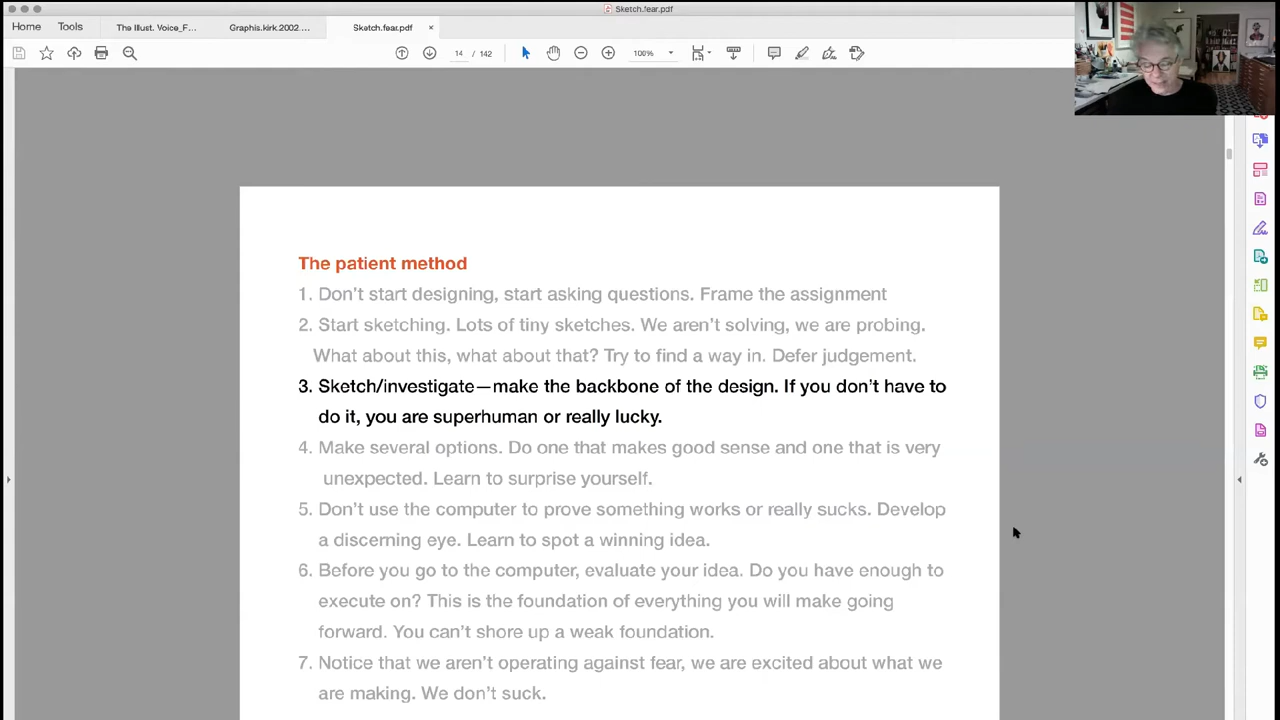 Sketch.fear.pdf
Home Tools The Illust. Voice_F... Graphis.kirk.2002.... Sketch.fear.pdf ×
14 / 142 100%
The patient method
1. Don't start designing, start asking questions. Frame the assignment
2. Start sketching. Lots of tiny sketches. We aren't solving, we are probing.
What about this, what about that? Try to find a way in. Defer judgement.
3. Sketch/investigate—make the backbone of the design. If you don't have to
do it, you are superhuman or really lucky.
4. Make several options. Do one that makes good sense and one that is very
unexpected. Learn to surprise yourself.
5. Don't use the computer to prove something works or really sucks. Develop
a discerning eye. Learn to spot a winning idea.
6. Before you go to the computer, evaluate your idea. Do you have enough to
execute on? This is the foundation of everything you will make going
forward. You can't shore up a weak foundation.
7. Notice that we aren't operating against fear, we are excited about what we
are making. We don't suck.